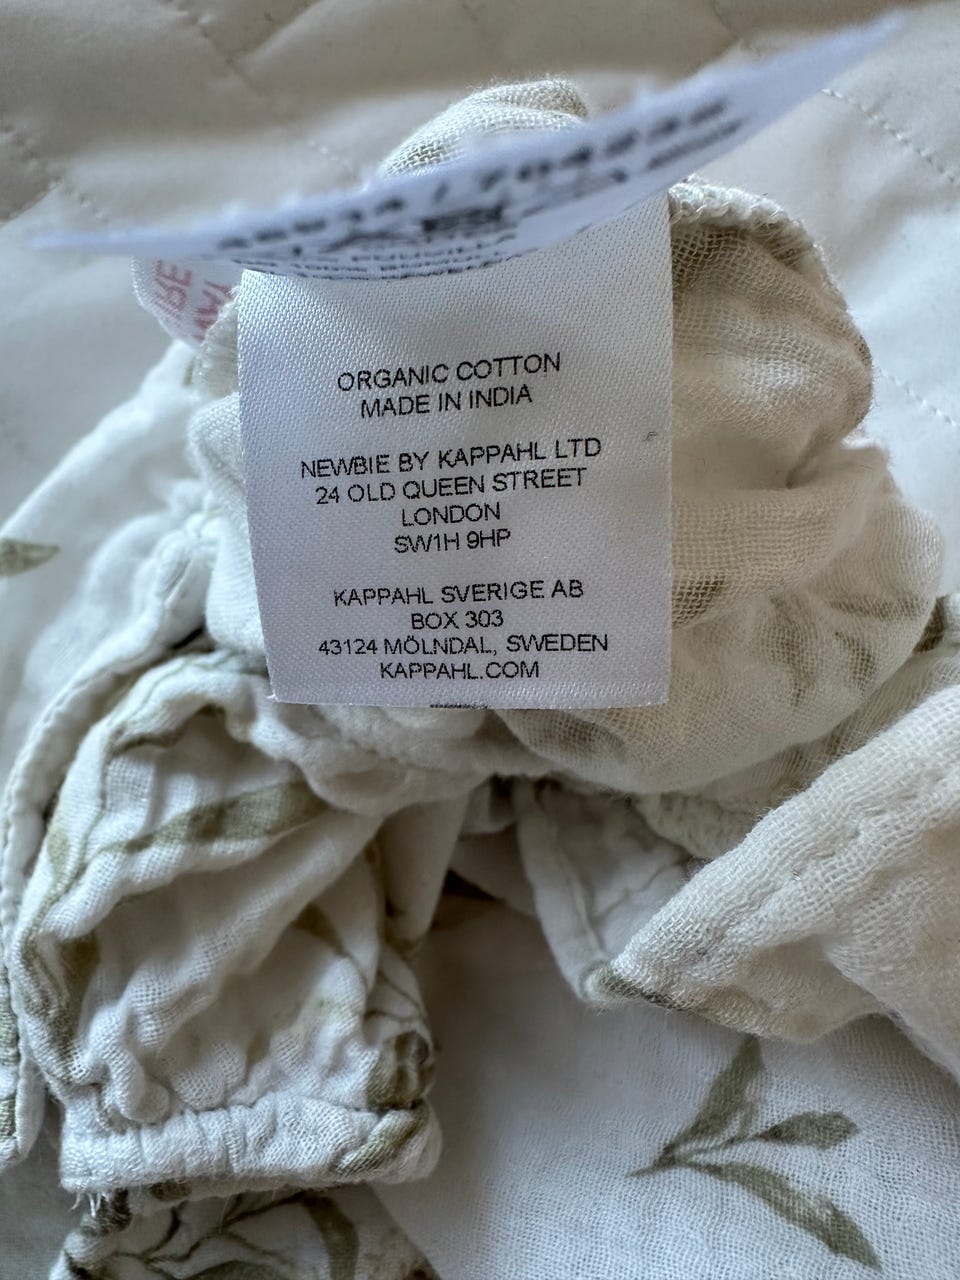 ORGANIC COTTON
MADE IN INDIA
NEWBIE BY KAPPAHL LTD
24 OLD QUEEN STREET
LONDON
SW1H 9HP
KAPPAHL SVERIGE AB
BOX 303
43124 MÖLNDAL, SWEDEN
KAPPAHL.COM